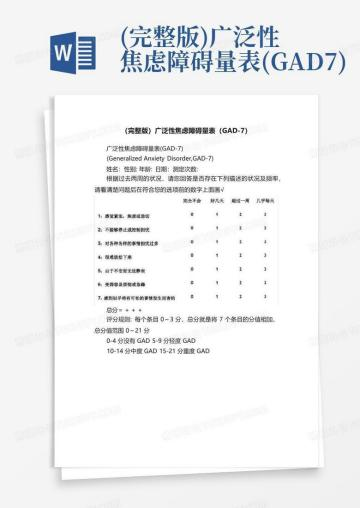 W
(完整版)广泛性
焦虑障碍量表(GAD7)
(完整版) 广泛性焦虑障碍量表 (GAD-7)
广泛性焦虑障碍量表(GAD-7)
(Generalized Anxiety Disorder,GAD-7)
姓名: 性别: 年龄: 日期: 测定次数:
根据过去两周的状况, 请您回答是否存在下列描述的状况及频率,
请看清楚问题后在符合您的选项前的数字上面画√
完全不会 好几天 超过一周 几乎每天
1、感觉紧张, 焦虑或急切 0 1 2 3
2、不能够停止或控制担忧 0 1 2 3
3、对各种各样的事情担忧过多 0 1 2 3
4、很难放松下来 0 1 2 3
5、由于不安而无法静坐 0 1 2 3
6、变得容易烦恼或急躁 0 1 2 3
7、感到似乎将有可怕的事情发生而害怕 0 1 2 3
总分 = + + +
评分规则: 每个条目 0~3 分、总分就是将 7 个条目的分值相加、
总分值范围 0~21 分
0-4 分没有 GAD 5-9 分轻度 GAD
10-14 分中度 GAD 15-21 分重度 GAD